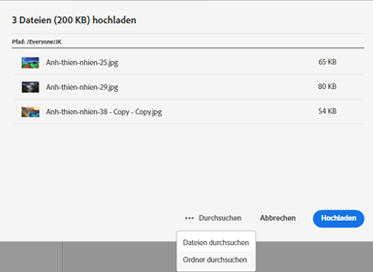 3 Dateien (200 KB) hochladen
Pfad: /Everyone/JK
Anh-thien-nhien-25.jpg 65 KB
Anh-thien-nhien-29.jpg 80 KB
Anh-thien-nhien-38 - Copy - Copy.jpg 54 KB
••• Durchsuchen Abbrechen Hochladen
Dateien durchsuchen
Ordner durchsuchen